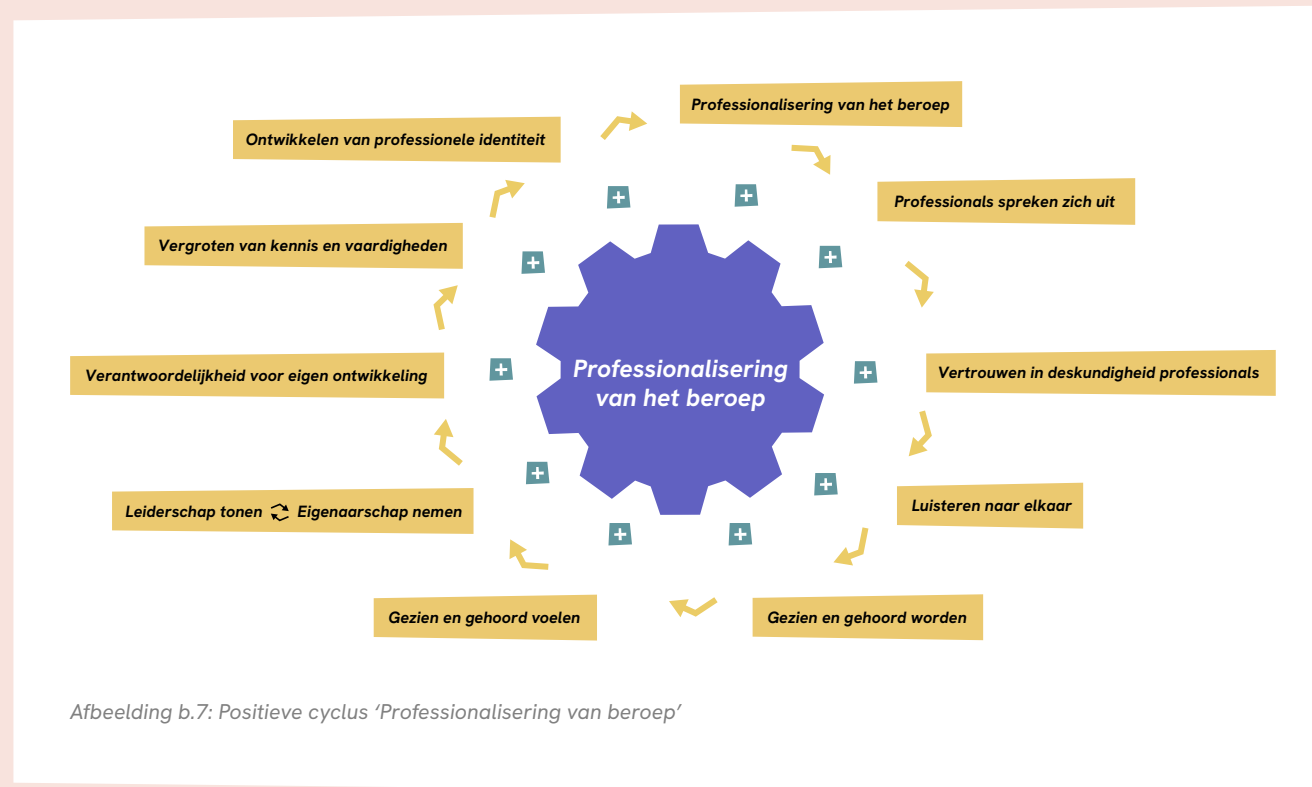 Professionalisering van het beroep
Ontwikkelen van professionele identiteit
Professionals spreken zich uit
Vergroten van kennis en vaardigheden
Professionalisering
van het beroep
Verantwoordelijkheid voor eigen ontwikkeling
Vertrouwen in deskundigheid professionals
Leiderschap tonen Eigenaarschap nemen
Luisteren naar elkaar
Gezien en gehoord voelen
Gezien en gehoord worden
Afbeelding b.7: Positieve cyclus ‘Professionalisering van beroep’